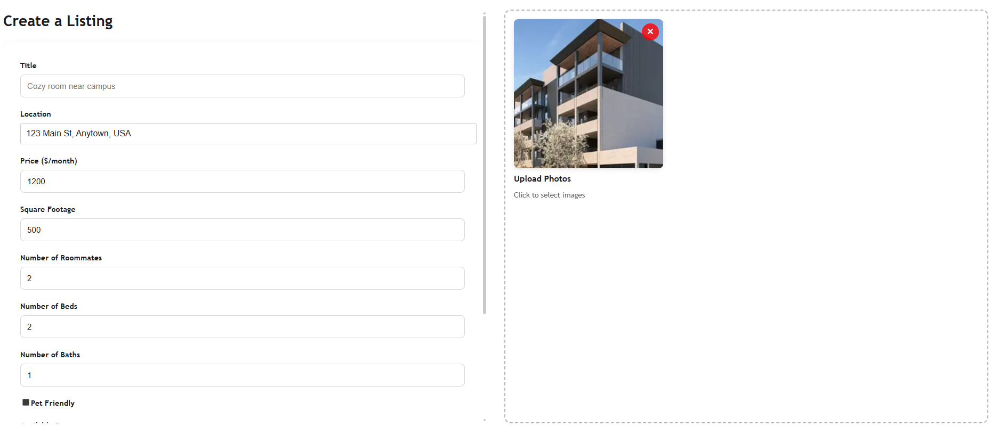 Create a Listing
Title
Cozy room near campus
Location
123 Main St, Anytown, USA
Price ($/month)
1200
Square Footage
500
Number of Roommates
2
Number of Beds
2
Number of Baths
1
Pet Friendly
Upload Photos
Click to select images